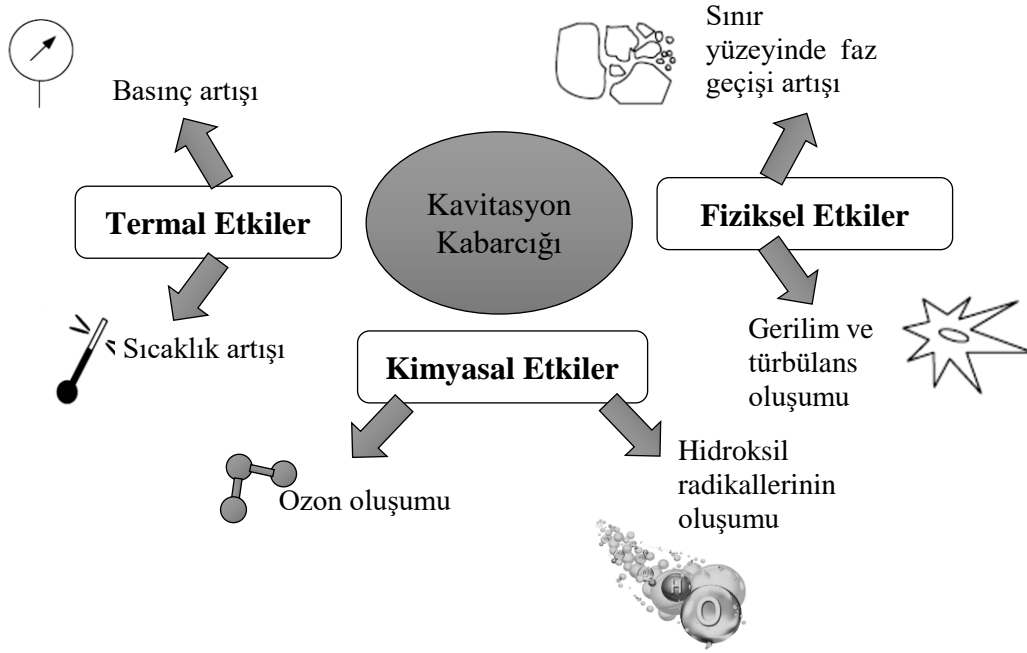 Basınç artışı
Termal Etkiler
Sıcaklık artışı
Kavitasyon
Kabarcığı
Kimyasal Etkiler
Ozon oluşumu
Hidroksil
radikallerinin
oluşumu
H
O
Sınır
yüzeyinde faz
geçişi artışı
Fiziksel Etkiler
Gerilim ve
türbülans
oluşumu